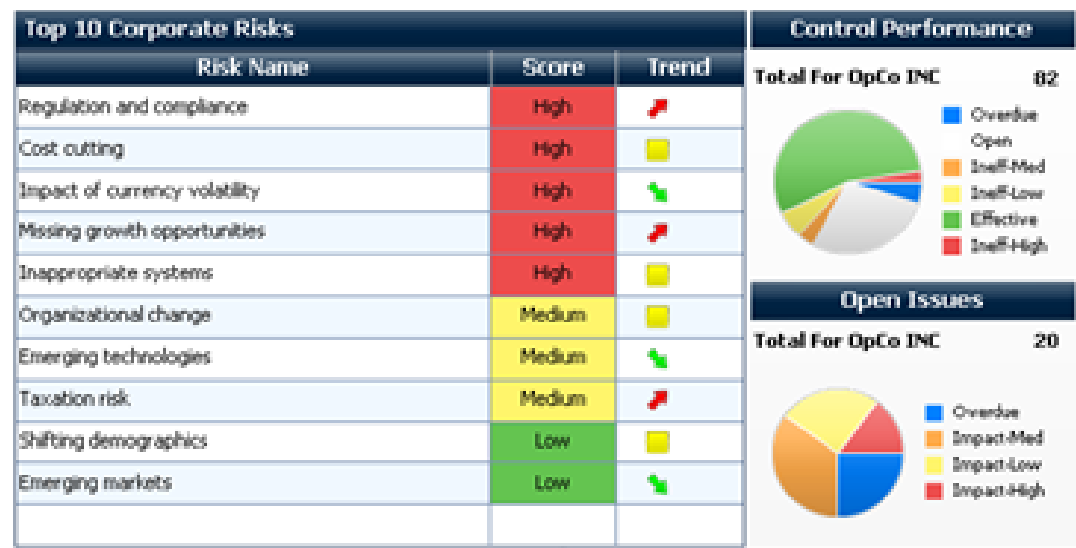 Top 10 Corporate Risks
Risk Name Score Trend
Regulation and compliance High
Cost cutting High
Impact of currency volatility High
Missing growth opportunities High
Inappropriate systems High
Organizational change Medium
Emerging technologies Medium
Taxation risk Medium
Shifting demographics Low
Emerging markets Low
Control Performance
Total For OpCo INC 82
Overdue
Open
Ineff-Med
Ineff-Low
Effective
Ineff-High
Open Issues
Total For OpCo INC 20
Overdue
Impact-Med
Impact-Low
Impact-High